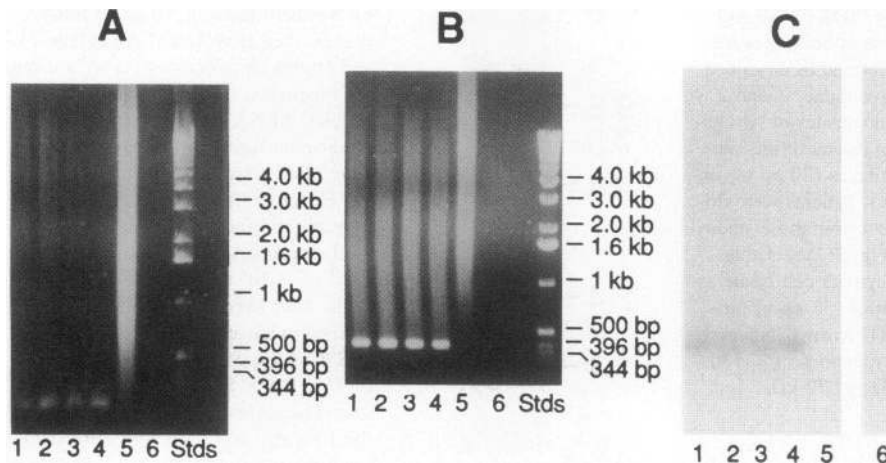 A
B
C
4.0 kb
3.0 kb
2.0 kb
1.6 kb
1 kb
500 bp
396 bp
344 bp
1 2 3 4 5 6 Stds
4.0 kb
3.0 kb
2.0 kb
1.6 kb
1 kb
500 bp
396 bp
344 bp
1 2 3 4 5 6 Stds
1 2 3 4 5 6